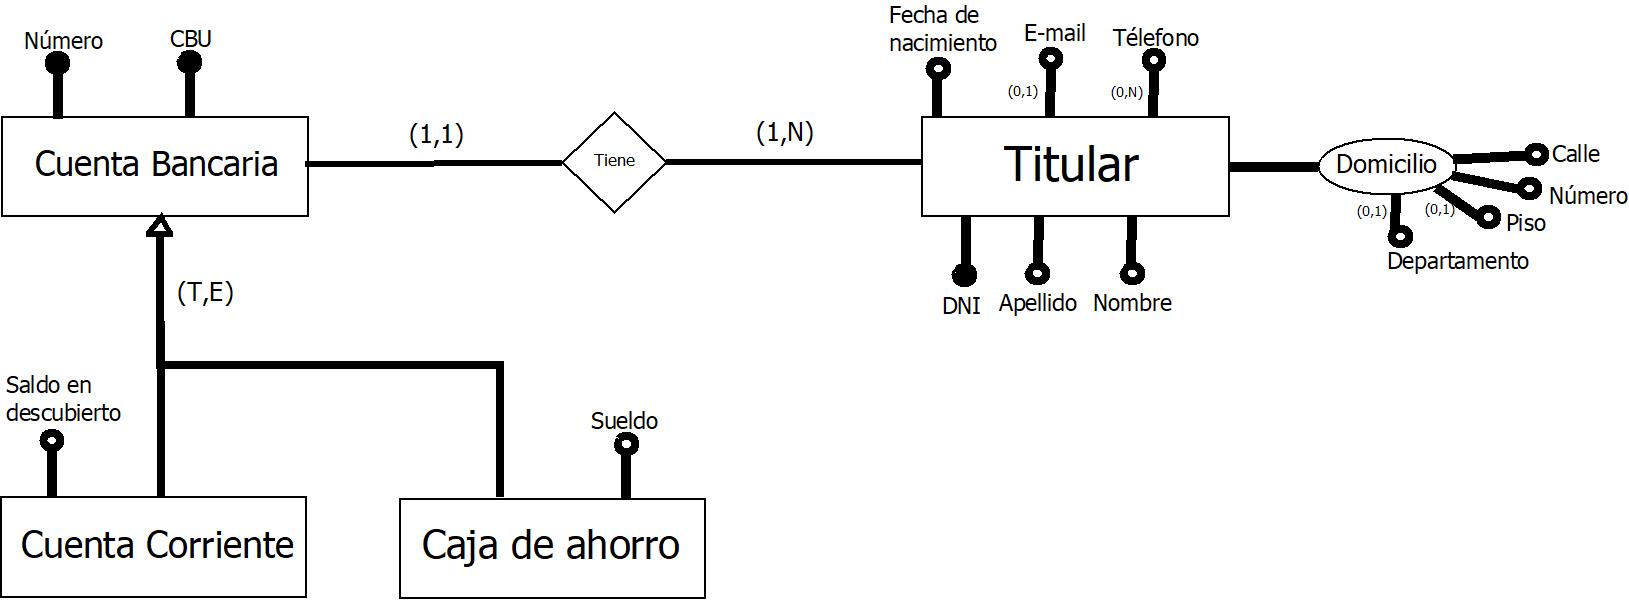 Número
CBU
Cuenta Bancaria
(1,1)
Tiene
(1,N)
Fecha de
nacimiento
E-mail
Télefono
(0,1)
(0,N)
Titular
DNI
Apellido
Nombre
Domicilio
Calle
Número
Piso
(0,1)
(0,1)
Departamento
(T,E)
Saldo en
descubierto
Cuenta Corriente
Sueldo
Caja de ahorro